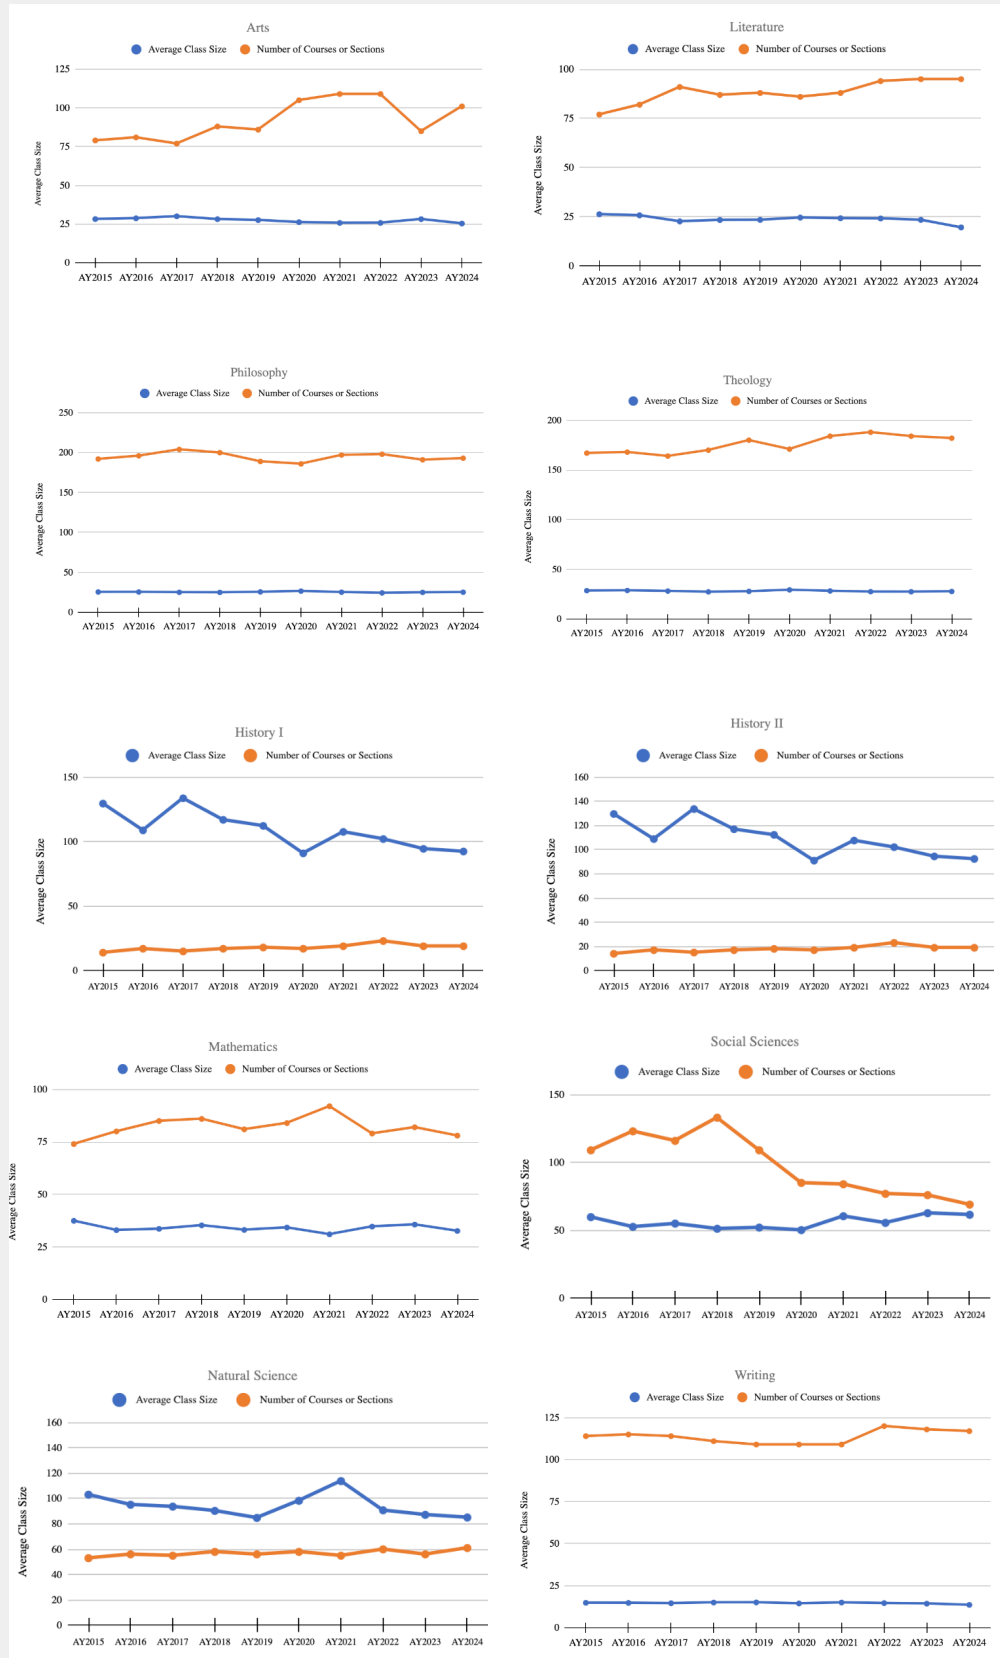 Arts
Average Class Size Number of Courses or Sections
125
100
75
50
25
0
Average Class Size
AY2015 AY2016 AY2017 AY2018 AY2019 AY2020 AY2021 AY2022 AY2023 AY2024
Literature
Average Class Size Number of Courses or Sections
100
75
50
25
0
Average Class Size
AY2015 AY2016 AY2017 AY2018 AY2019 AY2020 AY2021 AY2022 AY2023 AY2024
Philosophy
Average Class Size Number of Courses or Sections
250
200
150
100
50
0
Average Class Size
AY2015 AY2016 AY2017 AY2018 AY2019 AY2020 AY2021 AY2022 AY2023 AY2024
Theology
Average Class Size Number of Courses or Sections
200
150
100
50
0
Average Class Size
AY2015 AY2016 AY2017 AY2018 AY2019 AY2020 AY2021 AY2022 AY2023 AY2024
History I
Average Class Size Number of Courses or Sections
150
100
50
0
Average Class Size
AY2015 AY2016 AY2017 AY2018 AY2019 AY2020 AY2021 AY2022 AY2023 AY2024
History II
Average Class Size Number of Courses or Sections
160
140
120
100
80
60
40
20
0
Average Class Size
AY2015 AY2016 AY2017 AY2018 AY2019 AY2020 AY2021 AY2022 AY2023 AY2024
Mathematics
Average Class Size Number of Courses or Sections
100
75
50
25
0
Average Class Size
AY2015 AY2016 AY2017 AY2018 AY2019 AY2020 AY2021 AY2022 AY2023 AY2024
Social Sciences
Average Class Size Number of Courses or Sections
150
100
50
0
Average Class Size
AY2015 AY2016 AY2017 AY2018 AY2019 AY2020 AY2021 AY2022 AY2023 AY2024
Natural Science
Average Class Size Number of Courses or Sections
160
140
120
100
80
60
40
20
0
Average Class Size
AY2015 AY2016 AY2017 AY2018 AY2019 AY2020 AY2021 AY2022 AY2023 AY2024
Writing
Average Class Size Number of Courses or Sections
125
100
75
50
25
0
Average Class Size
AY2015 AY2016 AY2017 AY2018 AY2019 AY2020 AY2021 AY2022 AY2023 AY2024